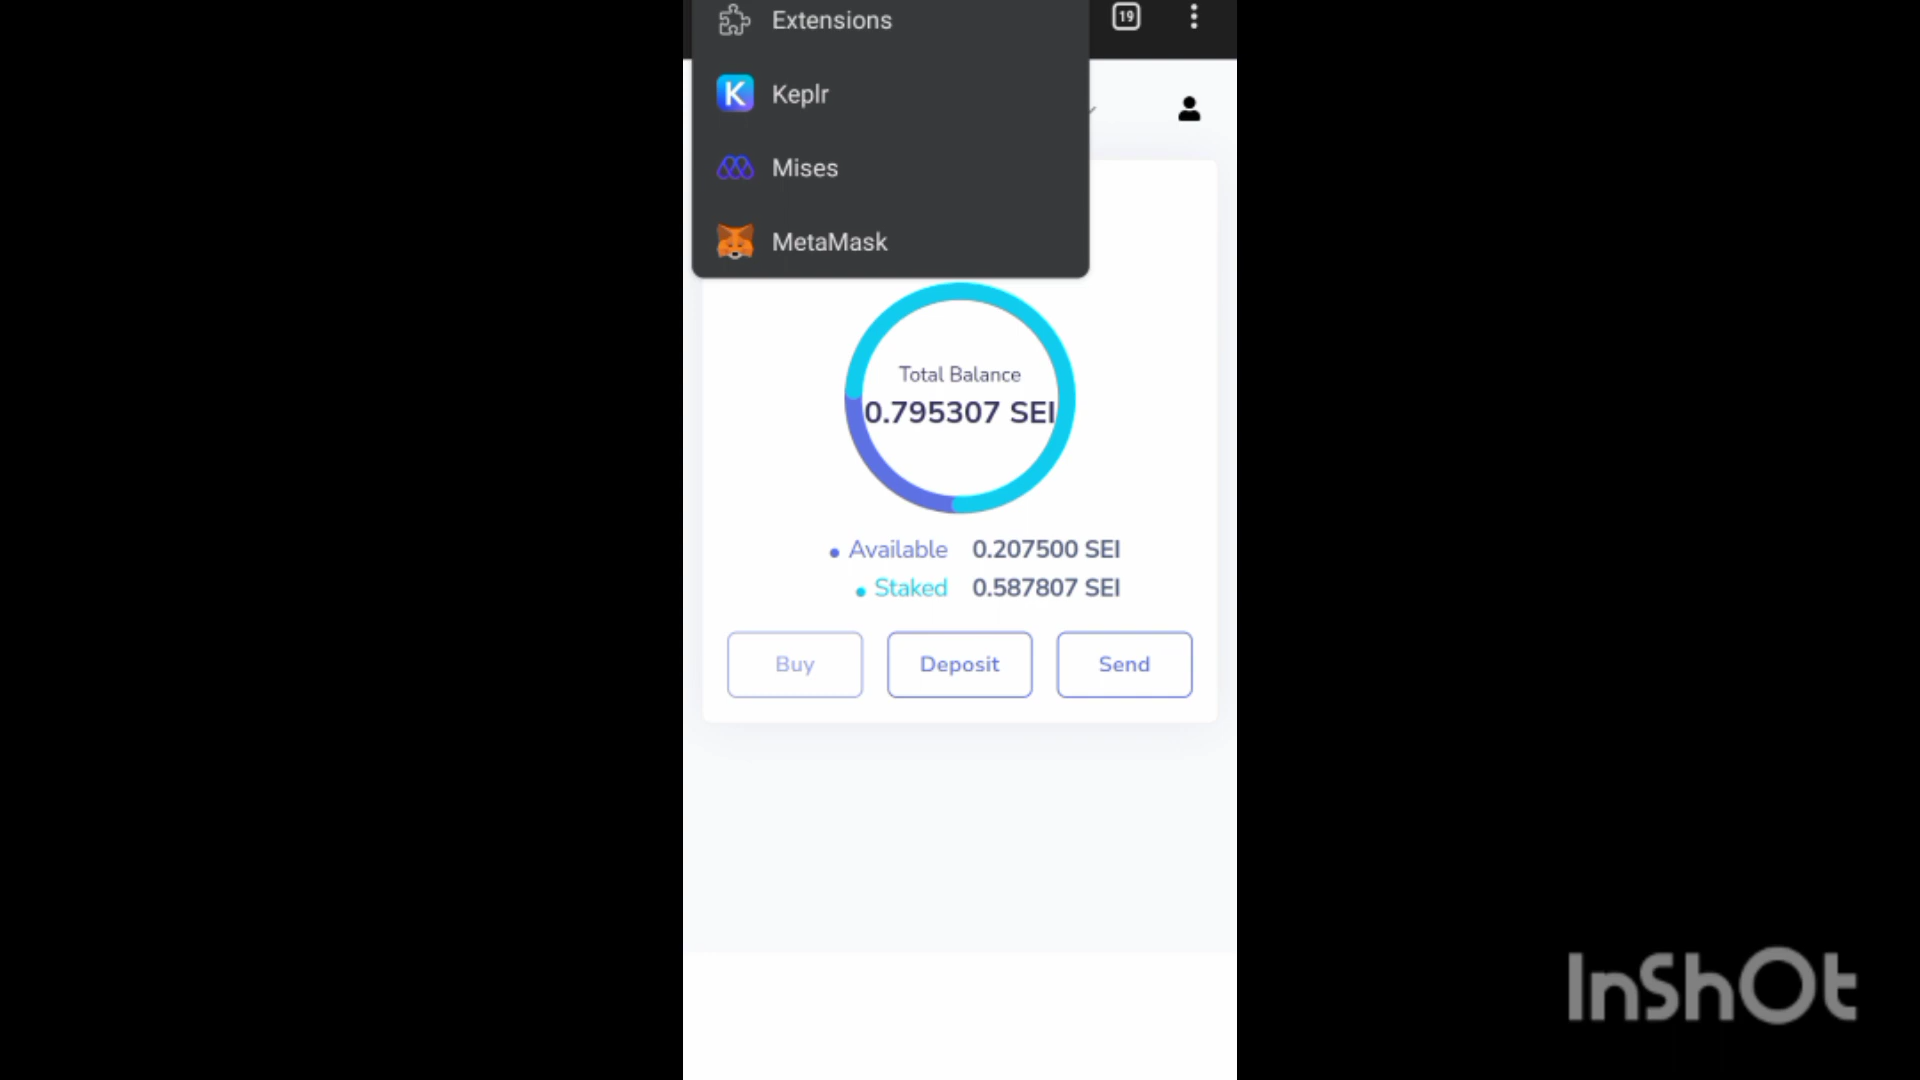 Extensions
19
K Keplr
Mises
MetaMask
Total Balance
0.795307 SEI
Available 0.207500 SEI
Staked 0.587807 SEI
Buy Deposit Send
InShOt